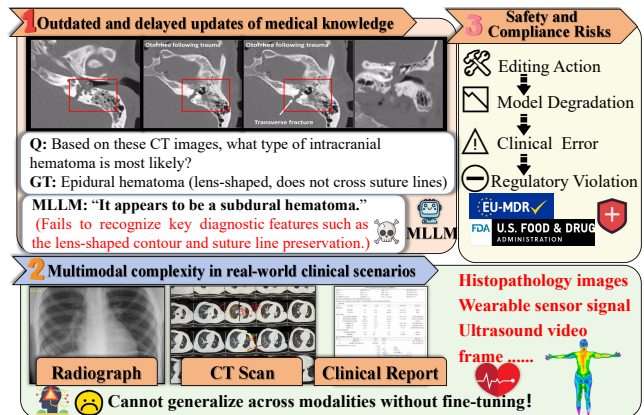 1 Outdated and delayed updates of medical knowledge
Otorrhea following trauma
Otorrhea following trauma
Transverse fracture
Q: Based on these CT images, what type of intracranial
hematoma is most likely?
GT: Epidural hematoma (lens-shaped, does not cross suture lines)
MLLM: “It appears to be a subdural hematoma.”
(Fails to recognize key diagnostic features such as
the lens-shaped contour and suture line preservation.)
MLLM
3 Safety and
Compliance Risks
Editing Action
Model Degradation
Clinical Error
Regulatory Violation
EU-MDR
FDA U.S. FOOD & DRUG
ADMINISTRATION
2 Multimodal complexity in real-world clinical scenarios
Radiograph
CT Scan
Clinical Report
Histopathology images
Wearable sensor signal
Ultrasound video
frame ......
Cannot generalize across modalities without fine-tuning!